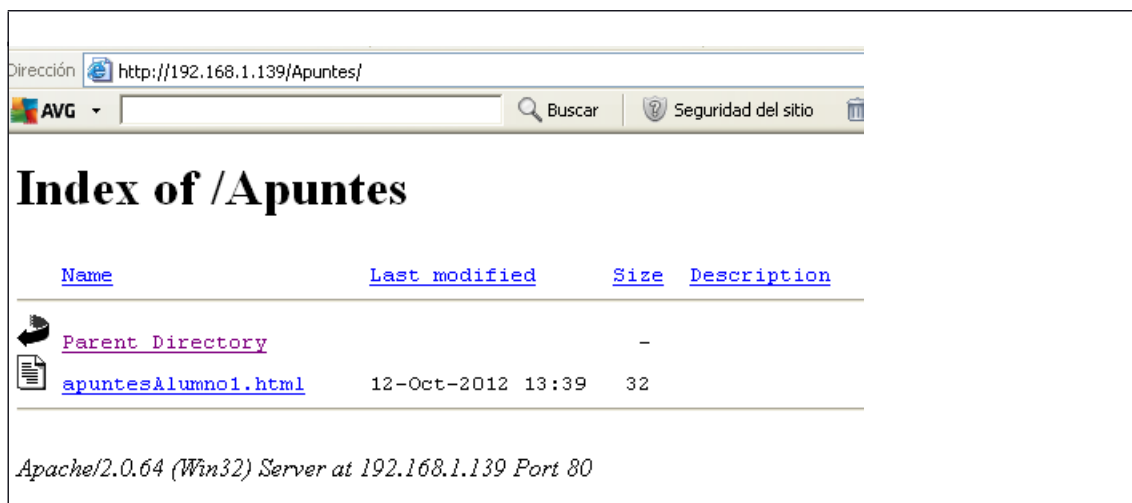 Dirección http://192.168.1.139/Apuntes/
AVG Buscar Seguridad del sitio
Index of /Apuntes
Name Last modified Size Description
Parent Directory -
apuntesAlumno1.html 12-Oct-2012 13:39 32
Apache/2.0.64 (Win32) Server at 192.168.1.139 Port 80